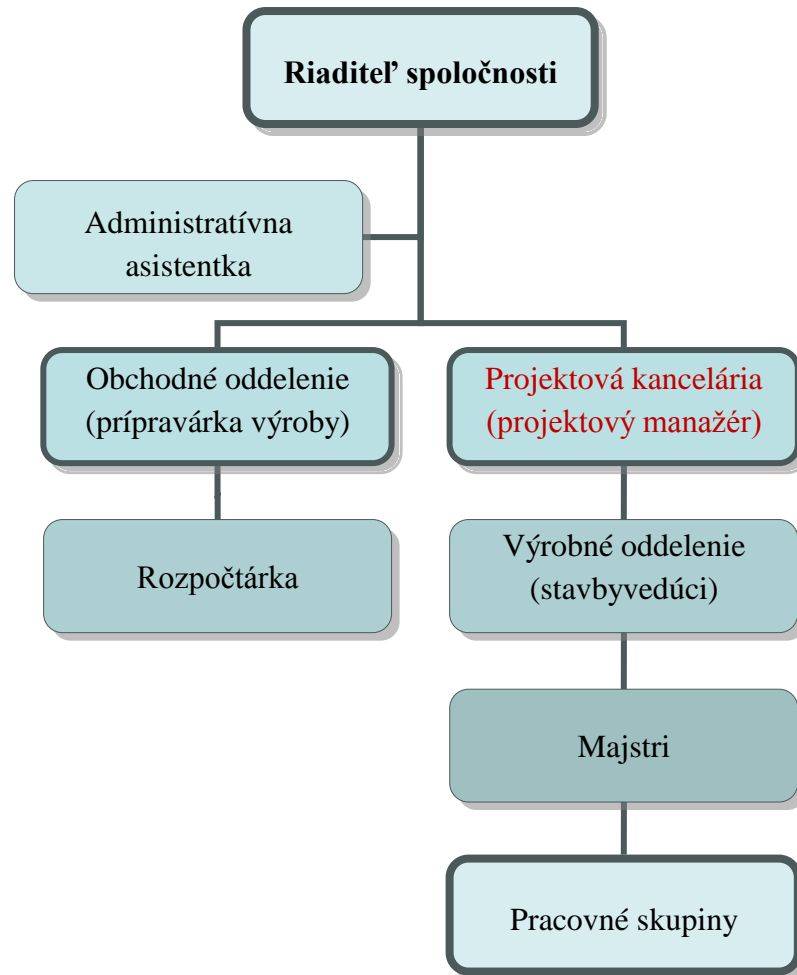 Riaditeľ spoločnosti
Administratívna
asistentka
Obchodné oddelenie
(prípravárka výroby)
Projektová kancelária
(projektový manažér)
Rozpočtárka
Výrobné oddelenie
(stavbyvedúci)
Majstri
Pracovné skupiny